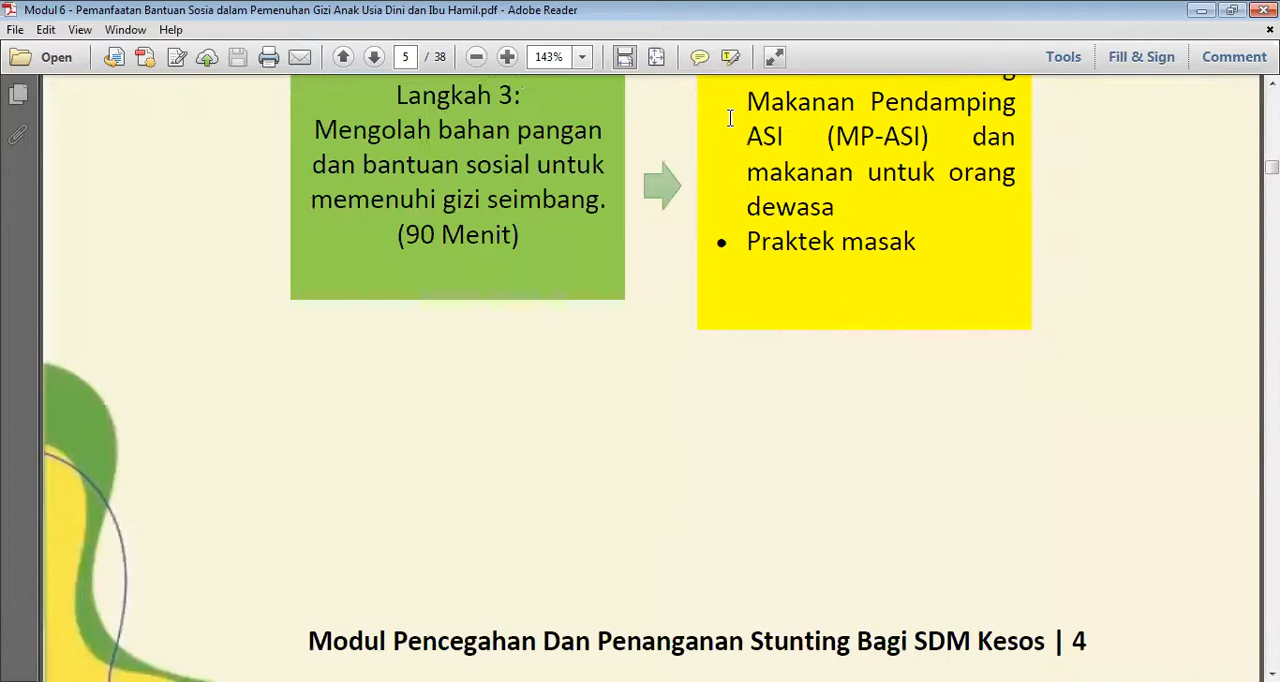 Modul 6 - Pemanfaatan Bantuan Sosia dalam Pemenuhan Gizi Anak Usia Dini dan Ibu Hamil.pdf - Adobe Reader
File Edit View Window Help
Open 5 / 38 143% Tools Fill & Sign Comment
Langkah 3:
Mengolah bahan pangan
dan bantuan sosial untuk
memenuhi gizi seimbang.
(90 Menit)
Makanan Pendamping
ASI (MP-ASI) dan
makanan untuk orang
dewasa
• Praktek masak
Modul Pencegahan Dan Penanganan Stunting Bagi SDM Kesos | 4